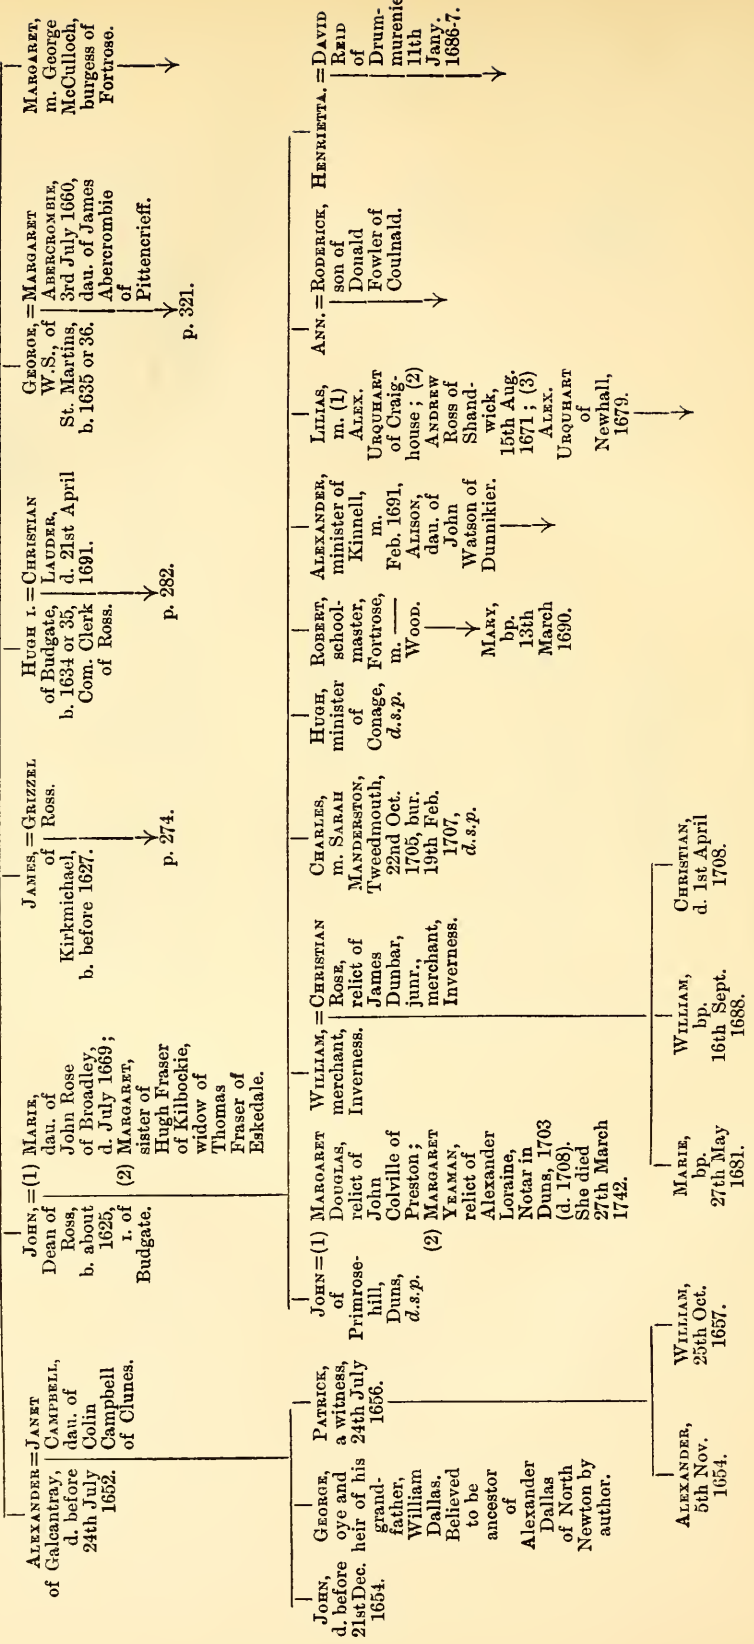 ALEXANDER=JANET
of Galcantray, CAMPBELL,
d. before dau. of
24th July Colin
1652. Campbell
of Clunes.
JOHN,=(1) MARIE,
Dean of dau. of
Ross, John Rose
b. about of Broadley,
1625, d. July 1669;
I. of (2) MARGARET,
Budgate. sister of
Hugh Fraser
of Kilbockie,
widow of
Thomas
Fraser of
Eskedale.
JAMES,=GRIZZEL
of Ross.
Kirkmichael,
b. before 1627.
p. 274.
HUGH I.=CHRISTIAN
of Budgate, LAUDER,
b. 1634 or 35, d. 21st April
Com. Clerk 1691.
of Ross.
p. 282.
GEORGE,=MARGARET
W.S., of ABERCROMBIE,
St. Martins, 3rd July 1660,
b. 1635 or 36. dau. of James
Abercrombie
of
Pittencrieff.
p. 321.
MARGARET,
m. George
McCulloch,
burgess of
Fortrose.
JOHN,
d. before
21st Dec.
1654.
GEORGE,
oye and
heir of his
grand-
father,
William
Dallas.
Believed
to be
ancestor
of
Alexander
Dallas
of North
Newton by
author.
PATRICK,
a witness,
24th July
1656.
JOHN=(1) MARGARET
of DOUGLAS,
Primrose- relict of
hill, John
Duns, Colville of
d.s.p. Preston;
(2) MARGARET
YEAMAN,
relict of
Alexander
Loraine,
Notar in
Duns, 1703
(d. 1708).
She died
27th March
1742.
WILLIAM,=CHRISTIAN
merchant, ROSE,
Inverness. relict of
James
Dunbar,
junr.,
merchant,
Inverness.
CHARLES,
m. SARAH
MANDERSTON,
Tweedmouth,
22nd Oct.
1705, bur.
19th Feb.
1707,
d.s.p.
HUGH,
minister
of
Conage,
d.s.p.
ROBERT,
school-
master,
Fortrose,
m. ——
WOOD.
MARY,
bp.
13th
March
1690.
ALEXANDER,
minister of
Kinnell,
m.
Feb. 1691,
ALISON,
dau. of
John
Watson of
Dunnikier.
LILIAS,
m. (1)
ALEX.
URQUHART
of Craig-
house; (2)
ANDREW
Ross of
Shand-
wick,
15th Aug.
1671; (3)
ALEX.
URQUHART
of
Newhall,
1679.
ANN.=RODERICK,
son of
Donald
Fowler of
Coulnald.
HENRIETTA.=DAVID
REID
of
Drum-
murenie
11th
Jany.
1686-7.
ALEXANDER,
5th Nov.
1654.
WILLIAM,
25th Oct.
1657.
MARIE,
bp.
27th May
1681.
WILLIAM,
bp.
16th Sept.
1688.
CHRISTIAN,
d. 1st April
1708.